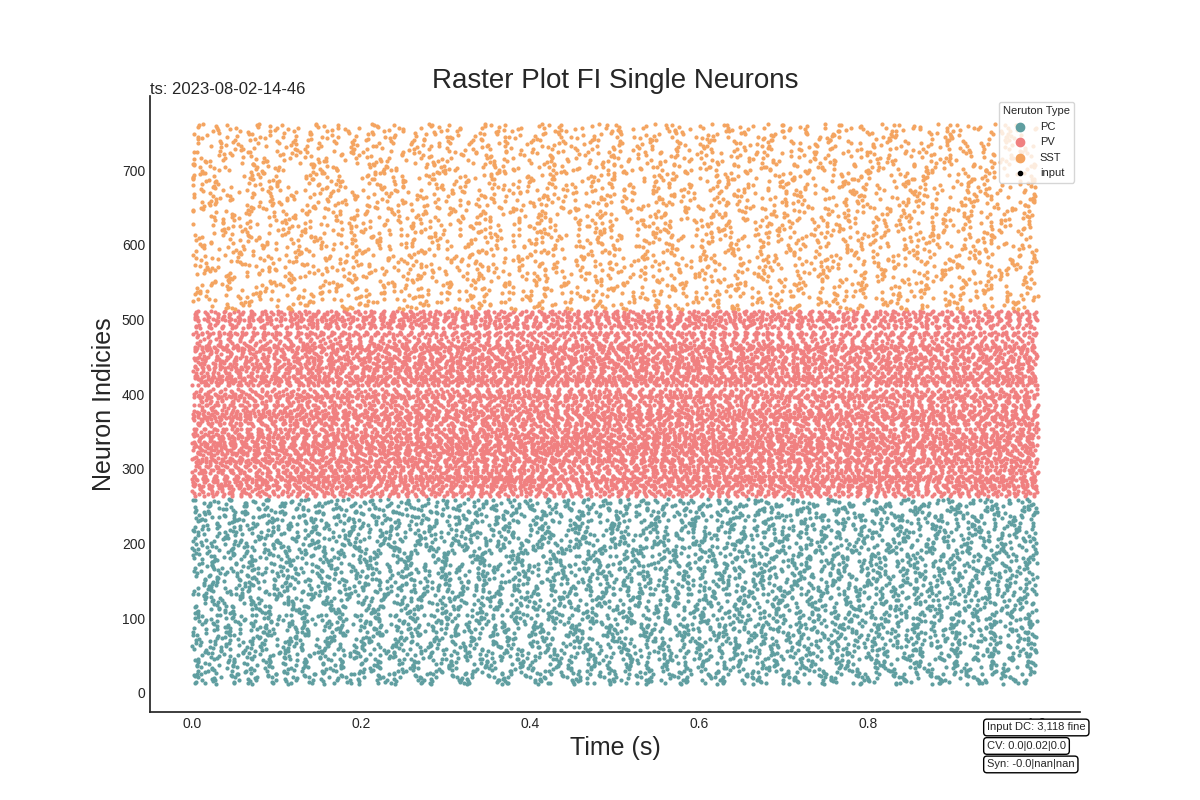 Raster Plot FI Single Neurons
ts: 2023-08-02-14-46
Neruton Type
PC
PV
SST
input
Neuron Indicies
700
600
500
400
300
200
100
0
0.0
0.2
0.4
0.6
0.8
Time (s)
Input DC: 3,118 fine
CV: 0.0|0.02|0.0
Syn: -0.0|nan|nan